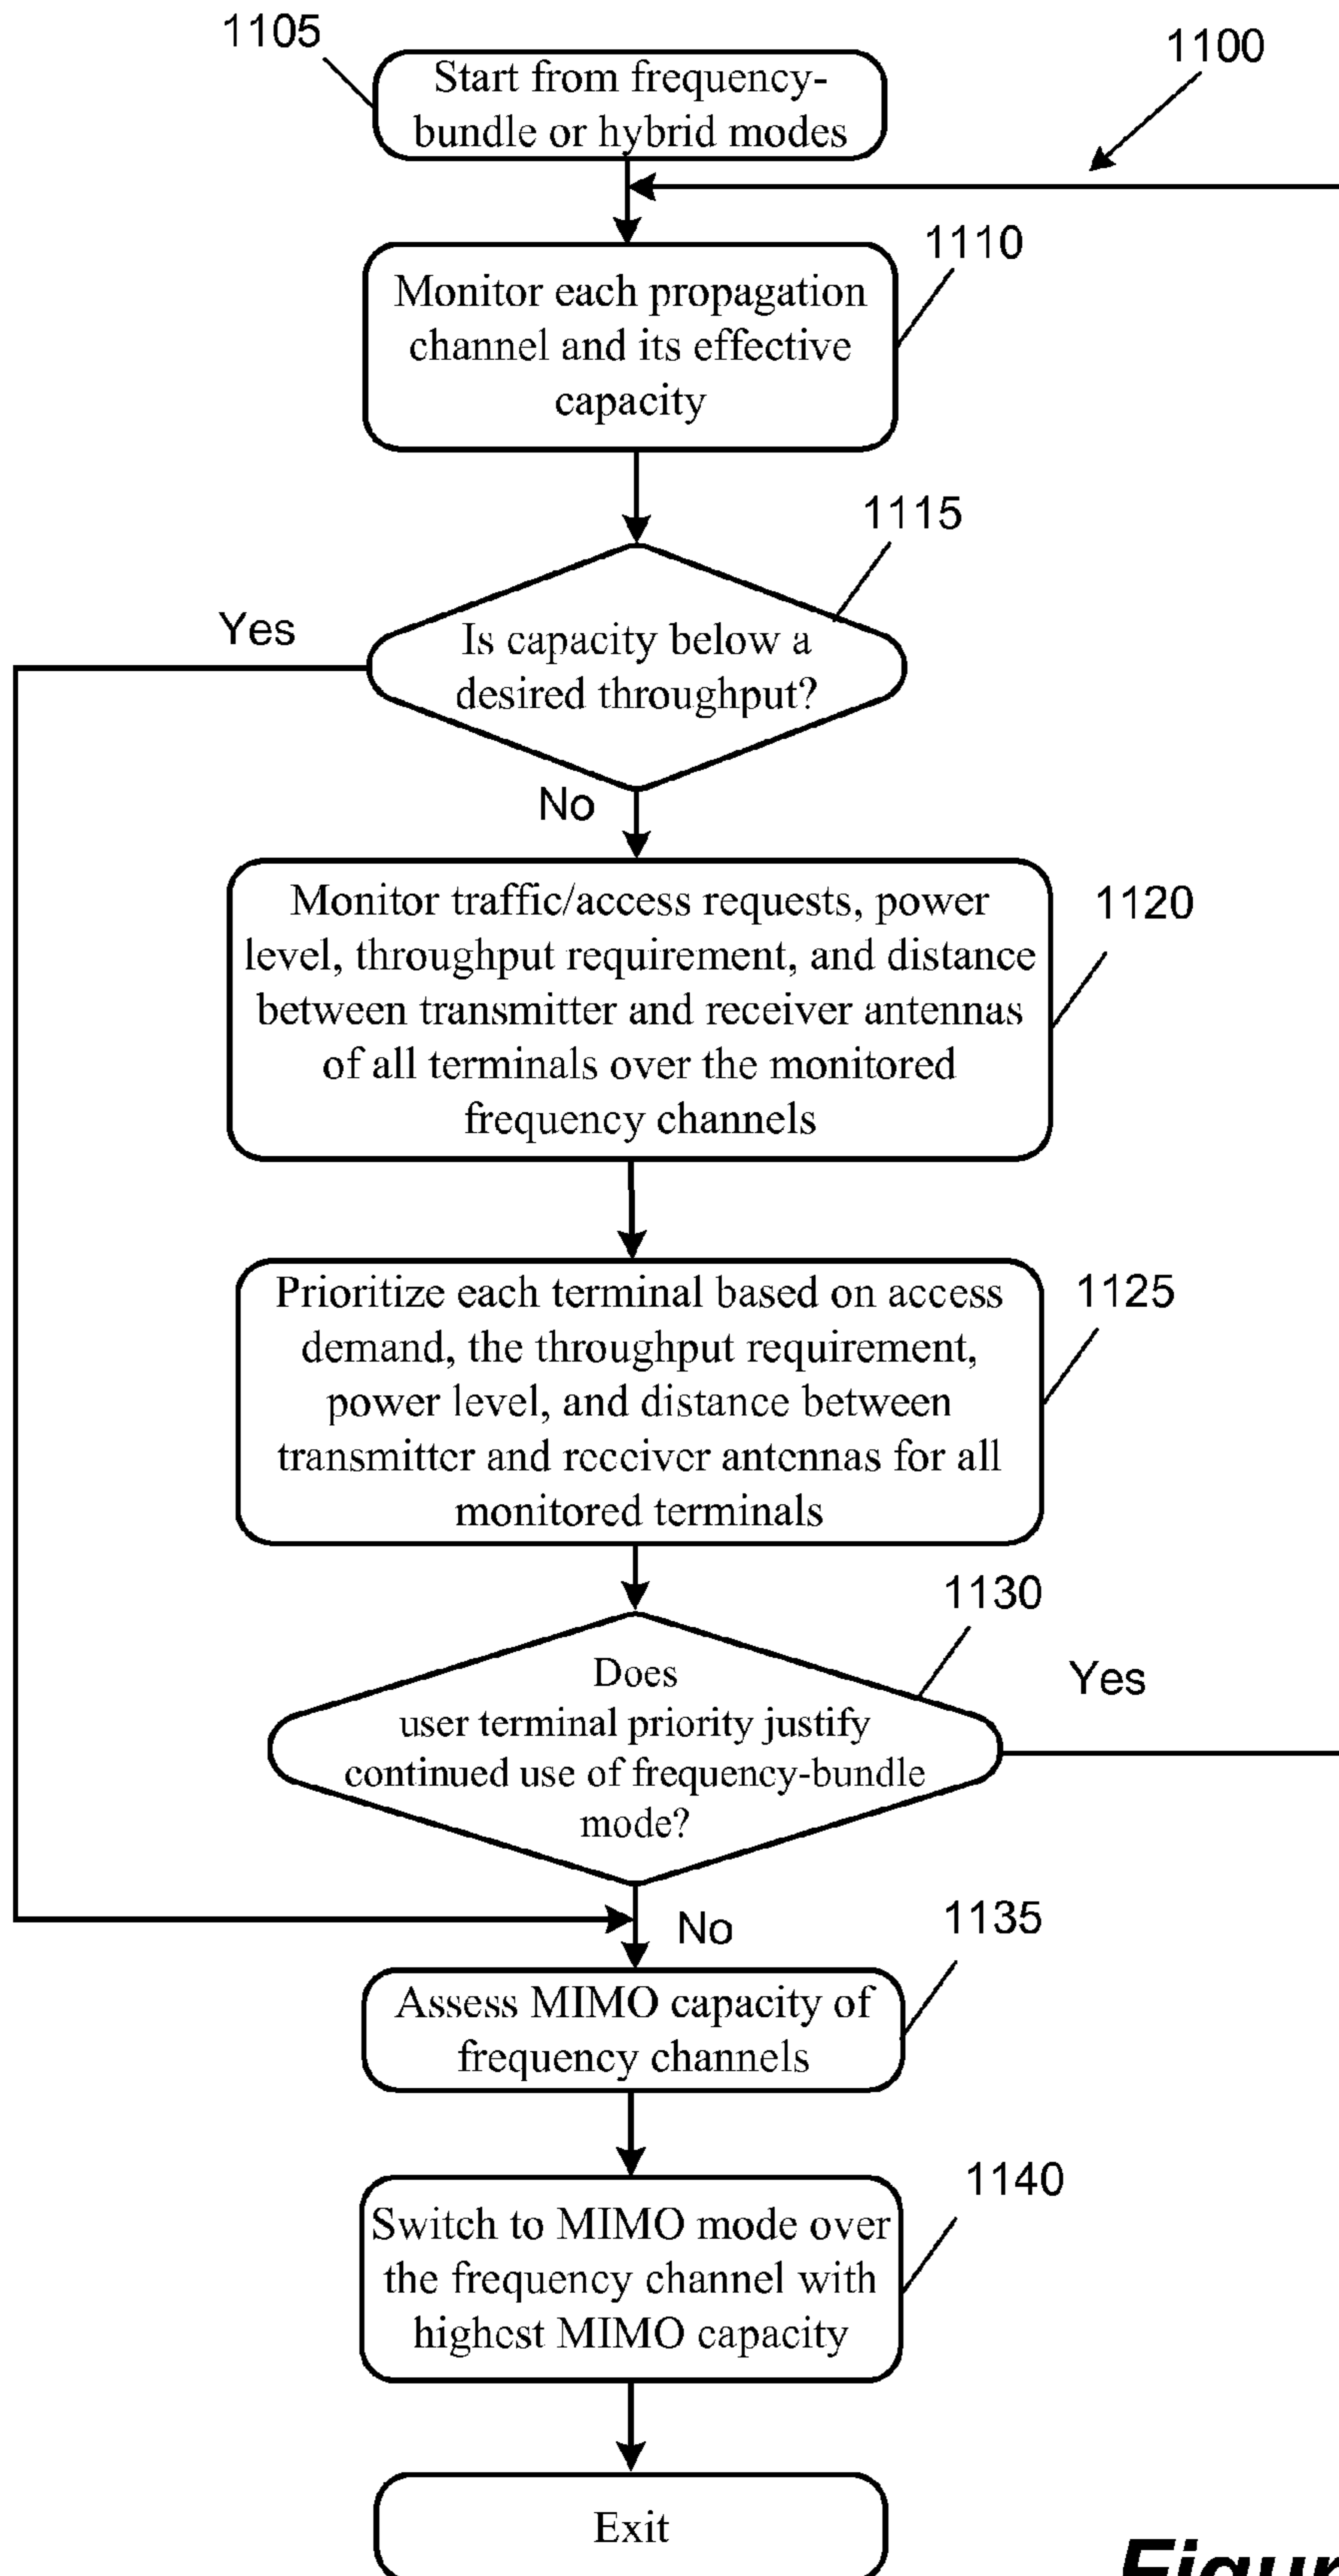 1105
1100
Start from frequency-
bundle or hybrid modes
1110
Monitor each propagation
channel and its effective
capacity
1115
Yes
Is capacity below a
desired throughput?
No
1120
Monitor traffic/access requests, power
level, throughput requirement, and distance
between transmitter and receiver antennas
of all terminals over the monitored
frequency channels
1125
Prioritize each terminal based on access
demand, the throughput requirement,
power level, and distance between
transmitter and receiver antennas for all
monitored terminals
1130
Yes
Does
user terminal priority justify
continued use of frequency-bundle
mode?
No
1135
Assess MIMO capacity of
frequency channels
1140
Switch to MIMO mode over
the frequency channel with
highest MIMO capacity
Exit